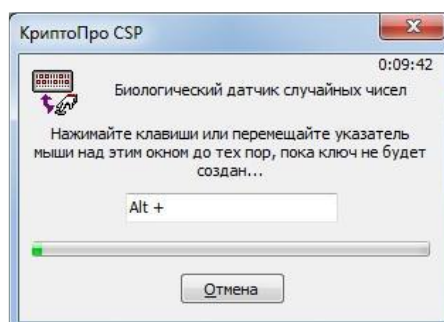 КриптоПро CSP
0:09:42
Биологический датчик случайных чисел
Нажимайте клавиши или перемещайте указатель
мыши над этим окном до тех пор, пока ключ не будет
создан...
Alt +
Отмена